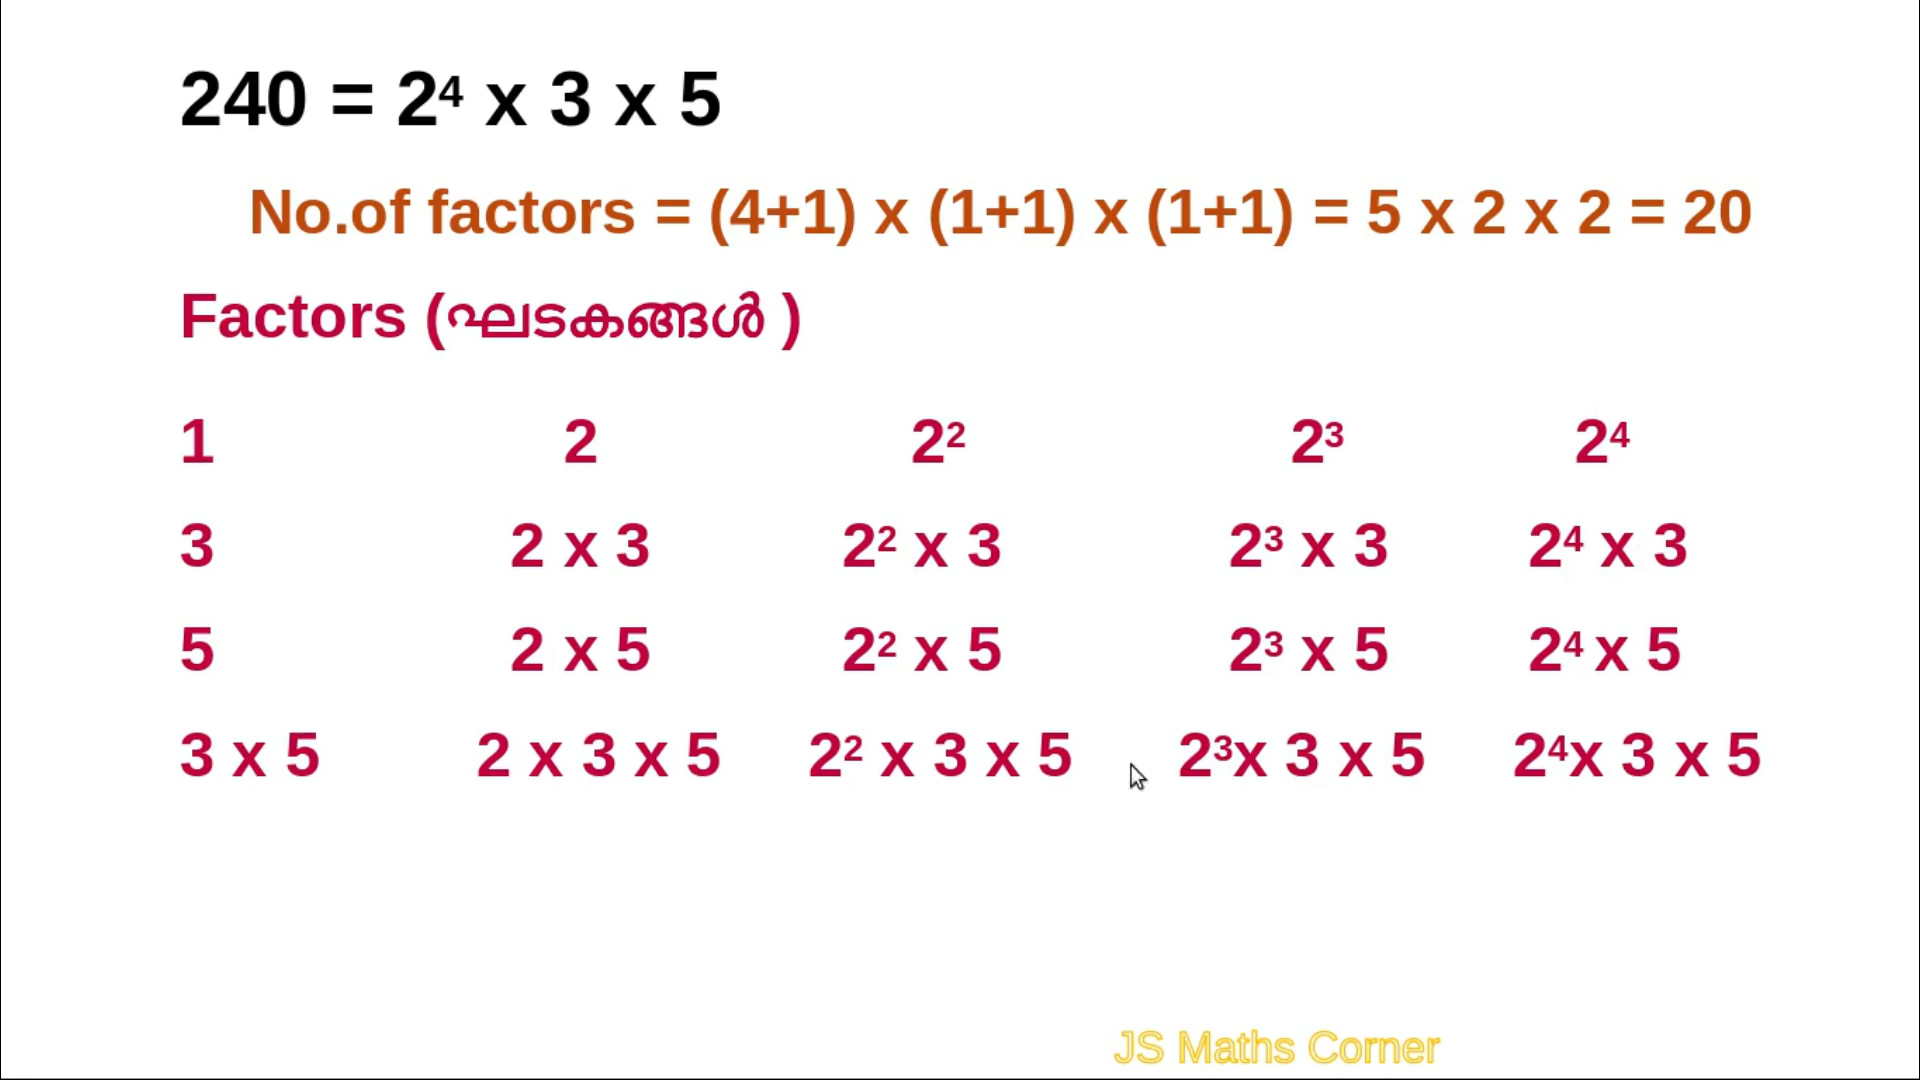 240 = 2⁴ x 3 x 5
No.of factors = (4+1) x (1+1) x (1+1) = 5 x 2 x 2 = 20
Factors (ഘടകങ്ങൾ )
1 2 2² 2³ 2⁴
3 2 x 3 2² x 3 2³ x 3 2⁴ x 3
5 2 x 5 2² x 5 2³ x 5 2⁴ x 5
3 x 5 2 x 3 x 5 2² x 3 x 5 2³x 3 x 5 2⁴x 3 x 5
JS Maths Corner